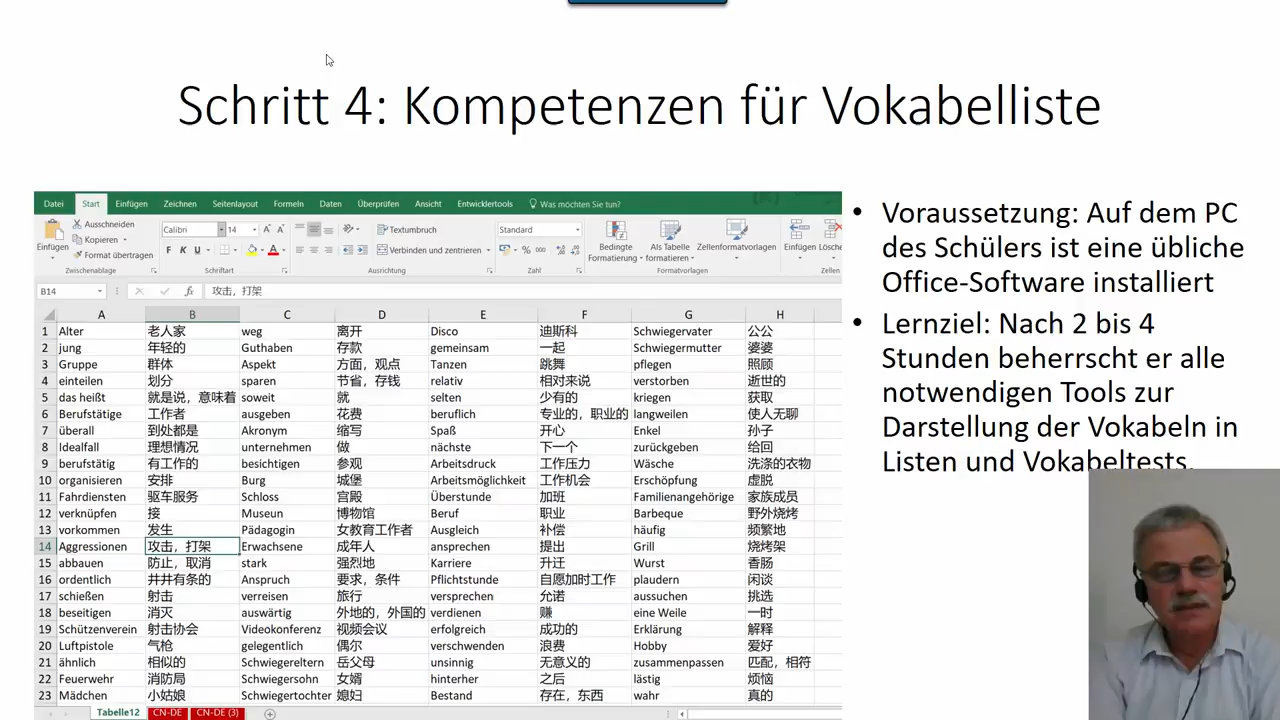 Schritt 4: Kompetenzen für Vokabelliste
Datei Start Einfügen Zeichnen Seitenlayout Formeln Daten Überprüfen Ansicht Entwicklertools Was möchten Sie tun?
Ausschneiden
Kopieren
Format übertragen
Einfügen
Zwischenablage
Calibri 14
F K U
Schriftart
Textumbruch
Verbinden und zentrieren
Ausrichtung
Standard
% 000
Zahl
Bedingte Formatierung
Als Tabelle formatieren
Zellenformatvorlagen
Formatvorlagen
Einfügen
Zellen
B14 fx 攻击，打架
A B C D E F G H
1 Alter 老人家 weg 离开 Disco 迪斯科 Schwiegervater 公公
2 jung 年轻的 Guthaben 存款 gemeinsam 一起 Schwiegermutter 婆婆
3 Gruppe 群体 Aspekt 方面，观点 Tanzen 跳舞 pflegen 照顾
4 einteilen 划分 sparen 节省，存钱 relativ 相对来说 verstorben 逝世的
5 das heißt 就是说，意味着 soweit 就 selten 少有的 kriegen 获取
6 Berufstätige 工作者 ausgeben 花费 beruflich 专业的，职业的 langweilen 使人无聊
7 überall 到处都是 Akronym 缩写 Spaß 开心 Enkel 孙子
8 Idealfall 理想情况 unternehmen 做 nächste 下一个 zurückgeben 给回
9 berufstätig 有工作的 besichtigen 参观 Arbeitsdruck 工作压力 Wäsche 洗涤的衣物
10 organisieren 安排 Burg 城堡 Arbeitsmöglichkeit 工作机会 Erschöpfung 虚脱
11 Fahrdiensten 驱车服务 Schloss 宫殿 Überstunde 加班 Familienangehörige 家族成员
12 verknüpfen 接 Museun 博物馆 Beruf 职业 Barbeque 野外烧烤
13 vorkommen 发生 Pädagogin 女教育工作者 Ausgleich 补偿 häufig 频繁地
14 Aggressionen 攻击，打架 Erwachsene 成年人 ansprechen 提出 Grill 烧烤架
15 abbauen 防止，取消 stark 强烈地 Karriere 升迁 Wurst 香肠
16 ordentlich 井井有条的 Anspruch 要求，条件 Pflichtstunde 自愿加时工作 plaudern 闲谈
17 schießen 射击 verreisen 旅行 versprechen 允诺 aussuchen 挑选
18 beseitigen 消灭 auswärtig 外地的，外国的 verdienen 赚 eine Weile 一时
19 Schützenverein 射击协会 Videokonferenz 视频会议 erfolgreich 成功的 Erklärung 解释
20 Luftpistole 气枪 gelegentlich 偶尔 verschwenden 浪费 Hobby 爱好
21 ähnlich 相似的 Schwiegereltern 岳父母 unsinnig 无意义的 zusammenpassen 匹配，相符
22 Feuerwehr 消防局 Schwiegersohn 女婿 hinterher 之后 lästig 烦恼
23 Mädchen 小姑娘 Schwiegertochter 媳妇 Bestand 存在，东西 wahr 真的
Tabelle12 CN-DE CN-DE (3)
• Voraussetzung: Auf dem PC
des Schülers ist eine übliche
Office-Software installiert
• Lernziel: Nach 2 bis 4
Stunden beherrscht er alle
notwendigen Tools zur
Darstellung der Vokabeln in
Listen und Vokabeltests.